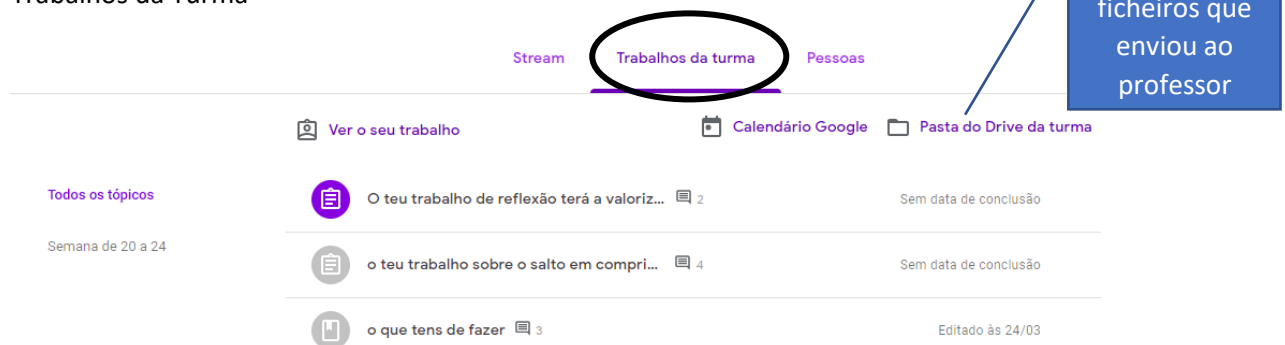 Trabalhos da Turma
ficheiros que
enviou ao
professor
Stream Trabalhos da turma Pessoas
Ver o seu trabalho Calendário Google Pasta do Drive da turma
Todos os tópicos
Semana de 20 a 24
O teu trabalho de reflexão terá a valoriz... 2 Sem data de conclusão
o teu trabalho sobre o salto em compri... 4 Sem data de conclusão
o que tens de fazer 3 Editado às 24/03